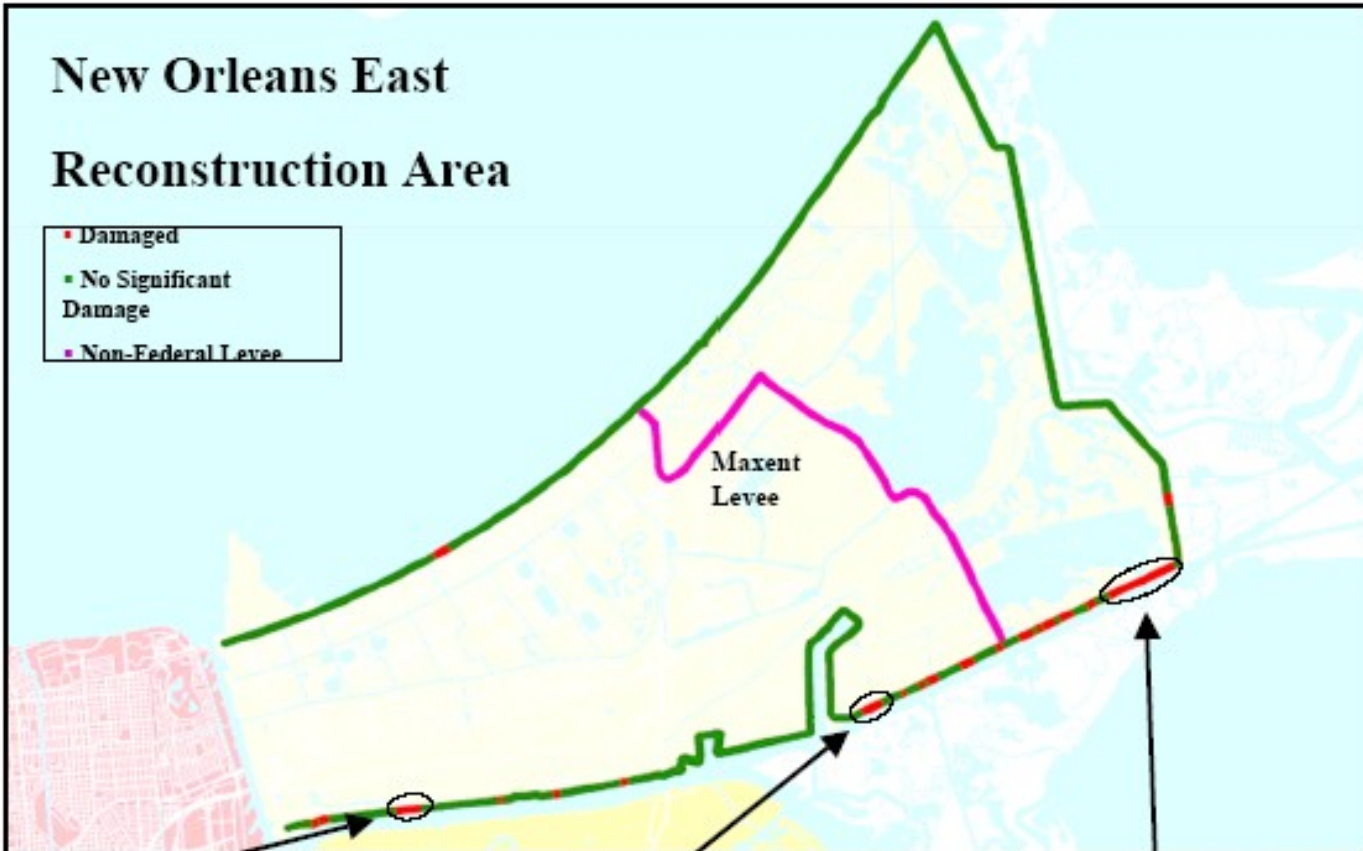 New Orleans East
Reconstruction Area
Damaged
No Significant
Damage
Non-Federal Levee
Maxent
Levee